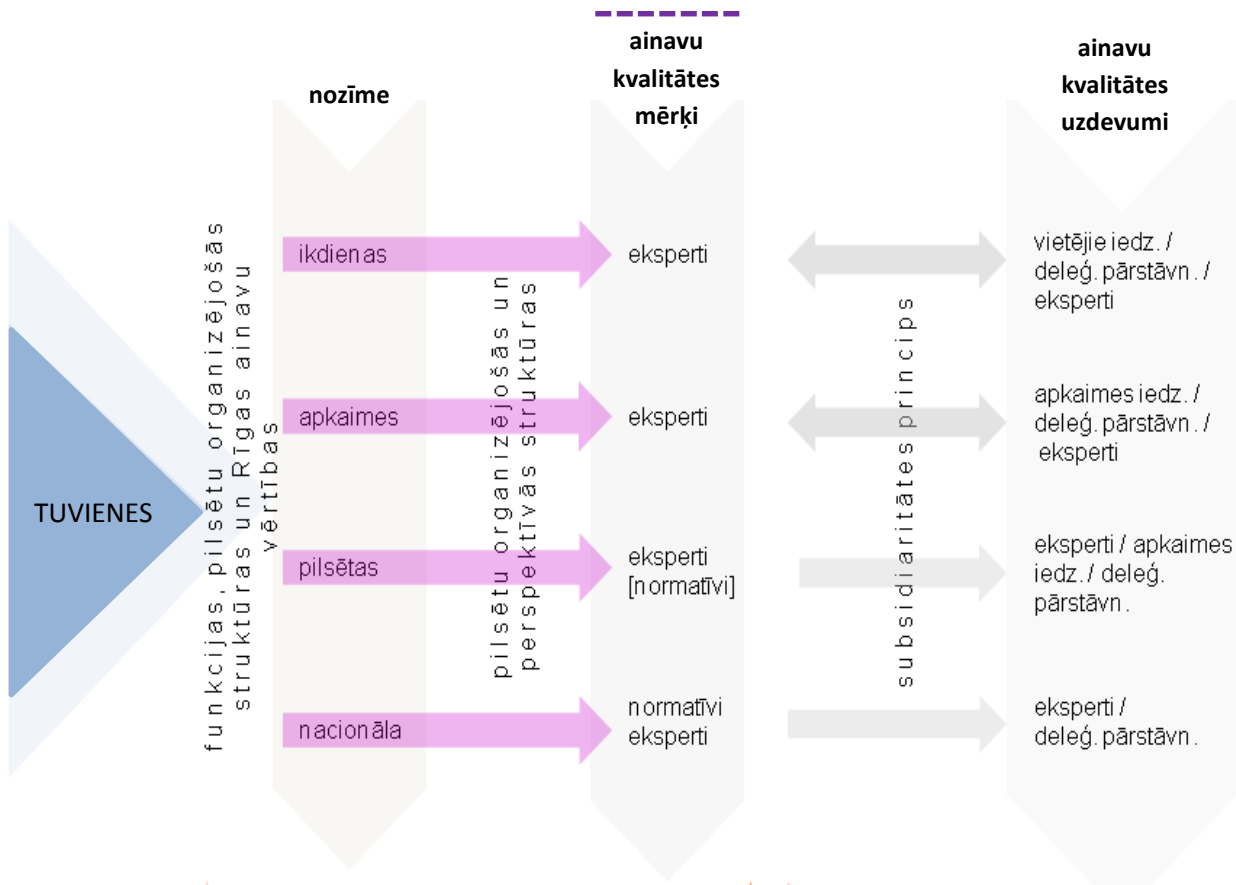 nozīme
ainavu
kvalitātes
mērķi
ainavu
kvalitātes
uzdevumi
TUVIENES
funkcijas, pilsētu organizējošās
struktūras un Rīgas ainavu
vērtības
ikdienas
apkaimes
pilsētas
nacionāla
pilsētu organizējošās un
perspektīvās struktūras
eksperti
eksperti
eksperti
[normatīvi]
normatīvi
eksperti
subsidiaritātes princips
vietējie iedz. /
deleģ. pārstāvn. /
eksperti
apkaimes iedz. /
deleģ. pārstāvn. /
eksperti
eksperti / apkaimes
iedz. / deleģ.
pārstāvn.
eksperti /
deleģ. pārstāvn.